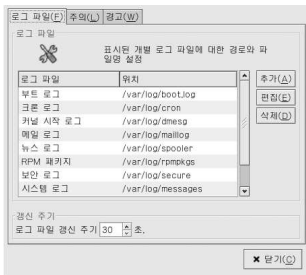 로그 파일(F) 주의(L) 경고(W)
로그 파일
표시된 개별 로그 파일에 대한 경로와 파
일명 설정
로그 파일 위치
부트 로그 /var/log/boot.log
크론 로그 /var/log/cron
커널 시작 로그 /var/log/dmesg
메일 로그 /var/log/maillog
뉴스 로그 /var/log/spooler
RPM 패키지 /var/log/rpmpkgs
보안 로그 /var/log/secure
시스템 로그 /var/log/messages
추가(A)
편집(E)
삭제(D)
갱신 주기
로그 파일 갱신 주기 30 초.
닫기(C)